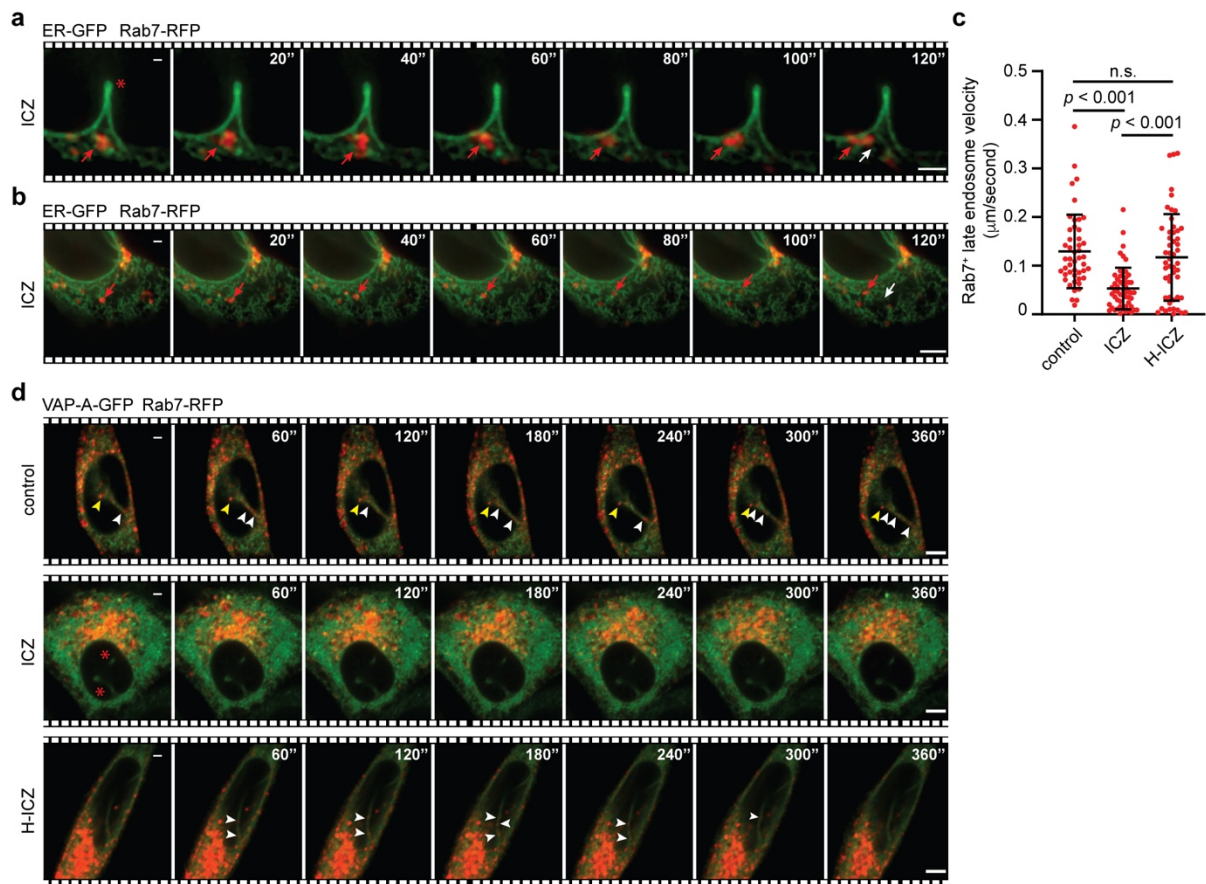 a
ER-GFP Rab7-RFP
ICZ
– 20” 40” 60” 80” 100” 120”
*
b
ER-GFP Rab7-RFP
ICZ
– 20” 40” 60” 80” 100” 120”
c
Rab7⁺ late endosome velocity
(μm/second)
0.5
0.4
0.3
0.2
0.1
0
n.s.
p < 0.001
p < 0.001
control
ICZ
H-ICZ
d
VAP-A-GFP Rab7-RFP
control
– 60” 120” 180” 240” 300” 360”
ICZ
– 60” 120” 180” 240” 300” 360”
*
*
H-ICZ
– 60” 120” 180” 240” 300” 360”